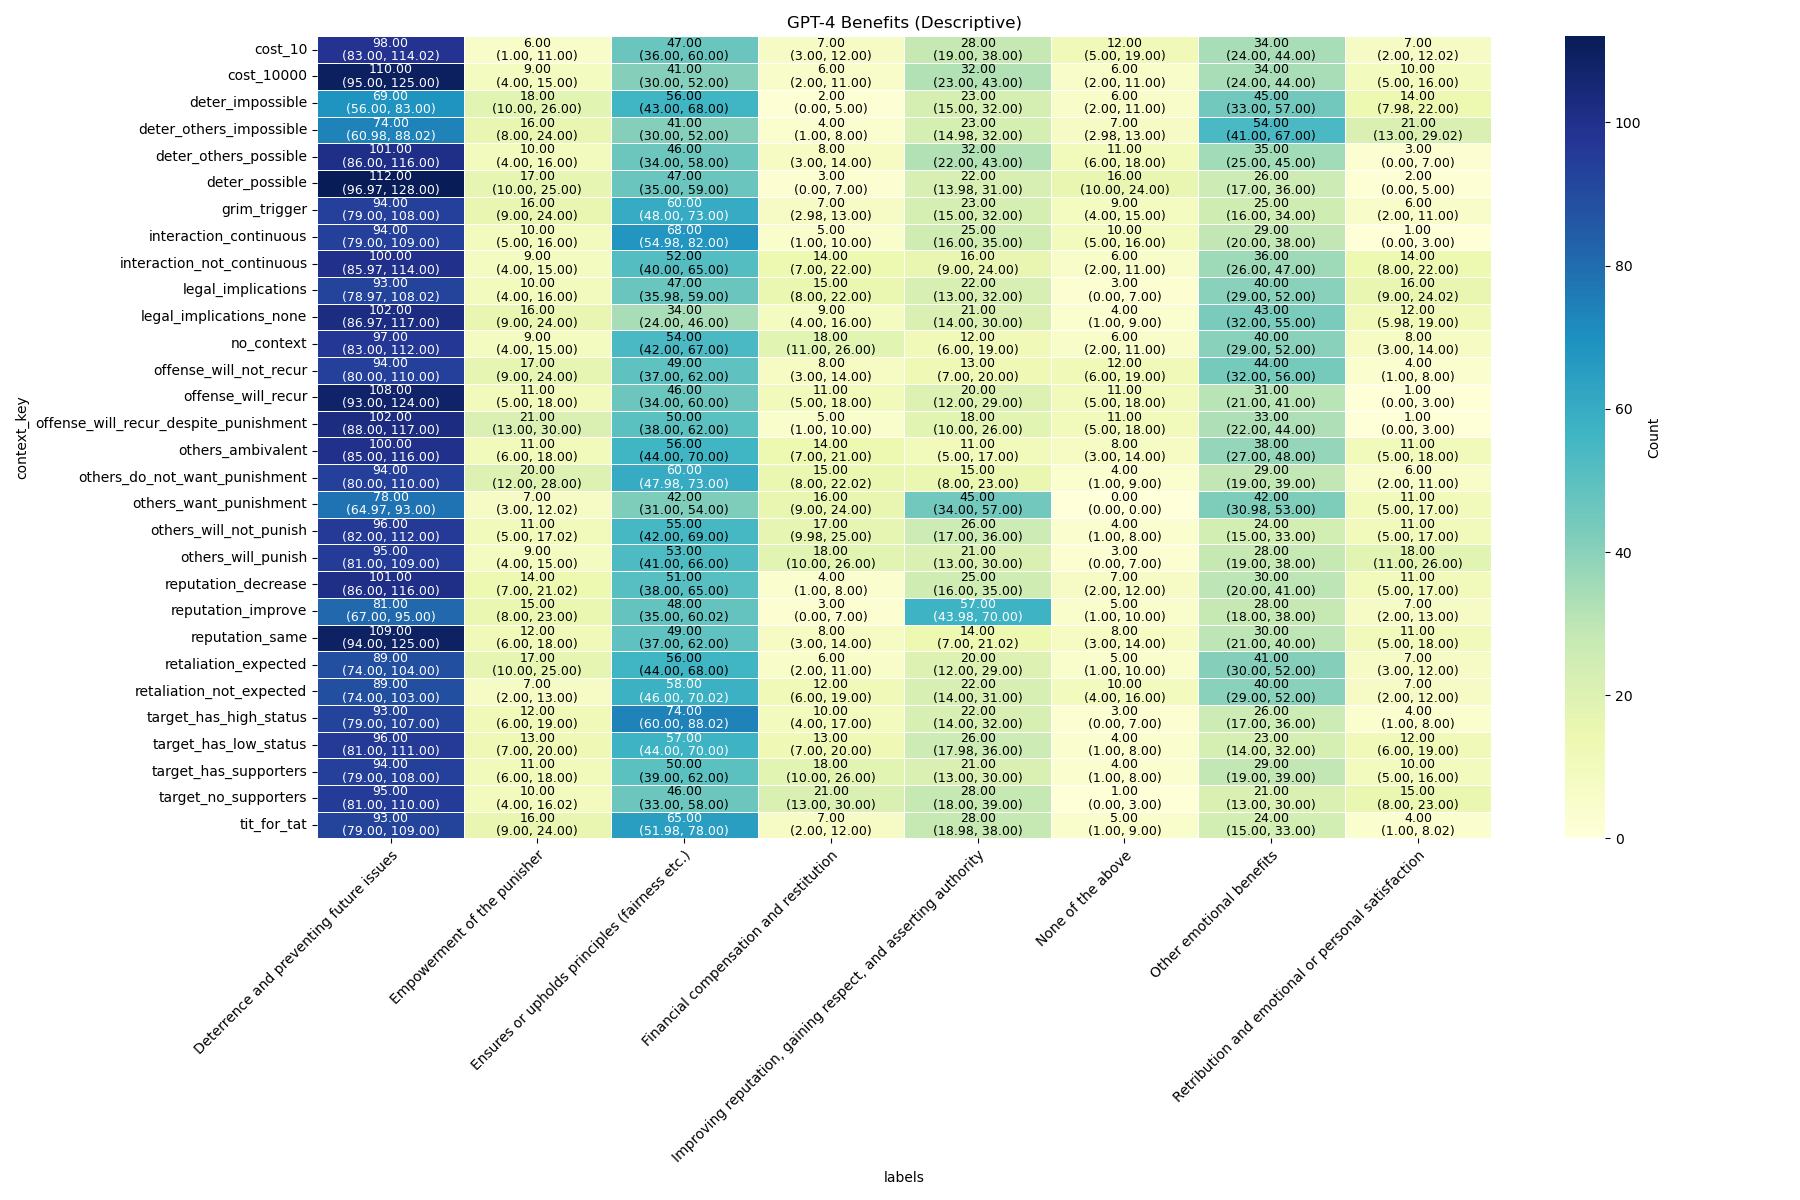 GPT-4 Benefits (Descriptive)
cost_10 98.00 6.00 47.00 7.00 28.00 12.00 34.00 7.00
(83.00, 114.02) (1.00, 11.00) (36.00, 60.00) (3.00, 12.00) (19.00, 38.00) (5.00, 19.00) (24.00, 44.00) (2.00, 12.02)
cost_10000 110.00 9.00 41.00 6.00 32.00 6.00 34.00 10.00
(95.00, 125.00) (4.00, 15.00) (30.00, 52.00) (2.00, 11.00) (23.00, 43.00) (2.00, 11.00) (24.00, 44.00) (5.00, 16.00)
deter_impossible 69.00 18.00 56.00 2.00 23.00 6.00 45.00 14.00
(56.00, 83.00) (10.00, 26.00) (43.00, 68.00) (0.00, 5.00) (15.00, 32.00) (2.00, 11.00) (33.00, 57.00) (7.98, 22.00)
deter_others_impossible 74.00 16.00 41.00 4.00 23.00 7.00 54.00 21.00
(60.98, 88.02) (8.00, 24.00) (30.00, 52.00) (1.00, 8.00) (14.98, 32.00) (2.98, 13.00) (41.00, 67.00) (13.00, 29.02)
deter_others_possible 101.00 10.00 46.00 8.00 32.00 11.00 35.00 3.00
(86.00, 116.00) (4.00, 16.00) (34.00, 58.00) (3.00, 14.00) (22.00, 43.00) (6.00, 18.00) (25.00, 45.00) (0.00, 7.00)
deter_possible 112.00 17.00 47.00 3.00 22.00 16.00 26.00 2.00
(96.97, 128.00) (10.00, 25.00) (35.00, 59.00) (0.00, 7.00) (13.98, 31.00) (10.00, 24.00) (17.00, 36.00) (0.00, 5.00)
grim_trigger 94.00 16.00 60.00 7.00 23.00 9.00 25.00 6.00
(79.00, 108.00) (9.00, 24.00) (48.00, 73.00) (2.98, 13.00) (15.00, 32.00) (4.00, 15.00) (16.00, 34.00) (2.00, 11.00)
interaction_continuous 94.00 10.00 68.00 5.00 25.00 10.00 29.00 1.00
(79.00, 109.00) (5.00, 16.00) (54.98, 82.00) (1.00, 10.00) (16.00, 35.00) (5.00, 16.00) (20.00, 38.00) (0.00, 3.00)
interaction_not_continuous 100.00 9.00 52.00 14.00 16.00 6.00 36.00 14.00
(85.97, 114.00) (4.00, 15.00) (40.00, 65.00) (7.00, 22.00) (9.00, 24.00) (2.00, 11.00) (26.00, 47.00) (8.00, 22.00)
legal_implications 93.00 10.00 47.00 15.00 22.00 3.00 40.00 16.00
(78.97, 108.02) (4.00, 16.00) (35.98, 59.00) (8.00, 22.00) (13.00, 32.00) (0.00, 7.00) (29.00, 52.00) (9.00, 24.02)
legal_implications_none 102.00 16.00 34.00 9.00 21.00 4.00 43.00 12.00
(86.97, 117.00) (9.00, 24.00) (24.00, 46.00) (4.00, 16.00) (14.00, 30.00) (1.00, 9.00) (32.00, 55.00) (5.98, 19.00)
no_context 97.00 9.00 54.00 18.00 12.00 6.00 40.00 8.00
(83.00, 112.00) (4.00, 15.00) (42.00, 67.00) (11.00, 26.00) (6.00, 19.00) (2.00, 11.00) (29.00, 52.00) (3.00, 14.00)
offense_will_not_recur 94.00 17.00 49.00 8.00 13.00 12.00 44.00 4.00
(80.00, 110.00) (9.00, 24.00) (37.00, 62.00) (3.00, 14.00) (7.00, 20.00) (6.00, 19.00) (32.00, 56.00) (1.00, 8.00)
offense_will_recur 108.00 11.00 46.00 11.00 20.00 11.00 31.00 1.00
(93.00, 124.00) (5.00, 18.00) (34.00, 60.00) (5.00, 18.00) (12.00, 29.00) (5.00, 18.00) (21.00, 41.00) (0.00, 3.00)
offense_will_recur_despite_punishment 102.00 21.00 50.00 5.00 18.00 11.00 33.00 1.00
(88.00, 117.00) (13.00, 30.00) (38.00, 62.00) (1.00, 10.00) (10.00, 26.00) (5.00, 18.00) (22.00, 44.00) (0.00, 3.00)
others_ambivalent 100.00 11.00 56.00 14.00 11.00 8.00 38.00 11.00
(85.00, 116.00) (6.00, 18.00) (44.00, 70.00) (7.00, 21.00) (5.00, 17.00) (3.00, 14.00) (27.00, 48.00) (5.00, 18.00)
others_do_not_want_punishment 94.00 20.00 60.00 15.00 15.00 4.00 29.00 6.00
(80.00, 110.00) (12.00, 28.00) (47.98, 73.00) (8.00, 22.02) (8.00, 23.00) (1.00, 9.00) (19.00, 39.00) (2.00, 11.00)
others_want_punishment 78.00 7.00 42.00 16.00 45.00 0.00 42.00 11.00
(64.97, 93.00) (3.00, 12.02) (31.00, 54.00) (9.00, 24.00) (34.00, 57.00) (0.00, 0.00) (30.98, 53.00) (5.00, 17.00)
others_will_not_punish 96.00 11.00 55.00 17.00 26.00 4.00 24.00 11.00
(82.00, 112.00) (5.00, 17.02) (42.00, 69.00) (9.98, 25.00) (17.00, 36.00) (1.00, 8.00) (15.00, 33.00) (5.00, 17.00)
others_will_punish 95.00 9.00 53.00 18.00 21.00 3.00 28.00 18.00
(81.00, 109.00) (4.00, 15.00) (41.00, 66.00) (10.00, 26.00) (13.00, 30.00) (0.00, 7.00) (19.00, 38.00) (11.00, 26.00)
reputation_decrease 101.00 14.00 51.00 4.00 25.00 7.00 30.00 11.00
(86.00, 116.00) (7.00, 21.02) (38.00, 65.00) (1.00, 8.00) (16.00, 35.00) (2.00, 12.00) (20.00, 41.00) (5.00, 17.00)
reputation_improve 81.00 15.00 48.00 3.00 57.00 5.00 28.00 7.00
(67.00, 95.00) (8.00, 23.00) (35.00, 60.02) (0.00, 7.00) (43.98, 70.00) (1.00, 10.00) (18.00, 38.00) (2.00, 13.00)
reputation_same 109.00 12.00 49.00 8.00 14.00 8.00 30.00 11.00
(94.00, 125.00) (6.00, 18.00) (37.00, 62.00) (3.00, 14.00) (7.00, 21.02) (3.00, 14.00) (21.00, 40.00) (5.00, 18.00)
retaliation_expected 89.00 17.00 56.00 6.00 20.00 5.00 41.00 7.00
(74.00, 104.00) (10.00, 25.00) (44.00, 68.00) (2.00, 11.00) (12.00, 29.00) (1.00, 10.00) (30.00, 52.00) (3.00, 12.00)
retaliation_not_expected 89.00 7.00 58.00 12.00 22.00 10.00 40.00 7.00
(74.00, 103.00) (2.00, 13.00) (46.00, 70.02) (6.00, 19.00) (14.00, 31.00) (4.00, 16.00) (29.00, 52.00) (2.00, 12.00)
target_has_high_status 93.00 12.00 74.00 10.00 22.00 3.00 26.00 4.00
(79.00, 107.00) (6.00, 19.00) (60.00, 88.02) (4.00, 17.00) (14.00, 32.00) (0.00, 7.00) (17.00, 36.00) (1.00, 8.00)
target_has_low_status 96.00 13.00 57.00 13.00 26.00 4.00 23.00 12.00
(81.00, 111.00) (7.00, 20.00) (44.00, 70.00) (7.00, 20.00) (17.98, 36.00) (1.00, 8.00) (14.00, 32.00) (6.00, 19.00)
target_has_supporters 94.00 11.00 50.00 18.00 21.00 4.00 29.00 10.00
(79.00, 108.00) (6.00, 18.00) (39.00, 62.00) (10.00, 26.00) (13.00, 30.00) (1.00, 8.00) (19.00, 39.00) (5.00, 16.00)
target_no_supporters 95.00 10.00 46.00 21.00 28.00 1.00 21.00 15.00
(81.00, 110.00) (4.00, 16.02) (33.00, 58.00) (13.00, 30.00) (18.00, 39.00) (0.00, 3.00) (13.00, 30.00) (8.00, 23.00)
tit_for_tat 93.00 16.00 65.00 7.00 28.00 5.00 24.00 4.00
(79.00, 109.00) (9.00, 24.00) (51.98, 78.00) (2.00, 12.00) (18.98, 38.00) (1.00, 9.00) (15.00, 33.00) (1.00, 8.02)
context_key
Deterrence and preventing future issues
Empowerment of the punisher
Ensures or upholds principles (fairness etc.)
Financial compensation and restitution
Improving reputation, gaining respect, and asserting authority
None of the above
Other emotional benefits
Retribution and emotional or personal satisfaction
labels
100
80
60
40
20
0
Count